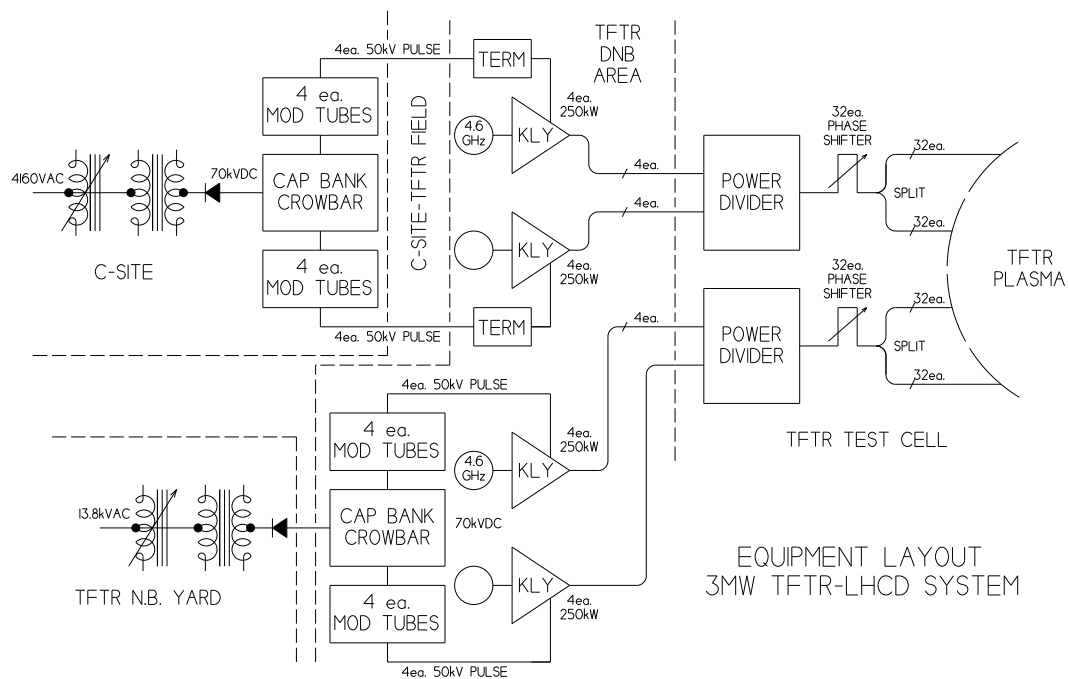 4ea. 50kV PULSE
TERM
TFTR
DNB
AREA
4 ea.
MOD TUBES
4ea.
250kW
4.6
GHz
KLY
C-SITE-TFTR FIELD
32ea.
PHASE
SHIFTER
4160VAC
70kVDC
CAP BANK
CROWBAR
4ea.
4ea.
POWER
DIVIDER
32ea.
SPLIT
32ea.
C-SITE
4 ea.
MOD TUBES
KLY
4ea.
250kW
TFTR
PLASMA
TERM
4ea. 50kV PULSE
4ea.
POWER
DIVIDER
32ea.
PHASE
SHIFTER
32ea.
SPLIT
32ea.
4ea. 50kV PULSE
4 ea.
MOD TUBES
4.6
GHz
KLY
4ea.
250kW
TFTR TEST CELL
13.8kVAC
CAP BANK
CROWBAR
70kVDC
TFTR N.B. YARD
4 ea.
MOD TUBES
KLY
4ea.
250kW
4ea. 50kV PULSE
EQUIPMENT LAYOUT
3MW TFTR-LHCD SYSTEM